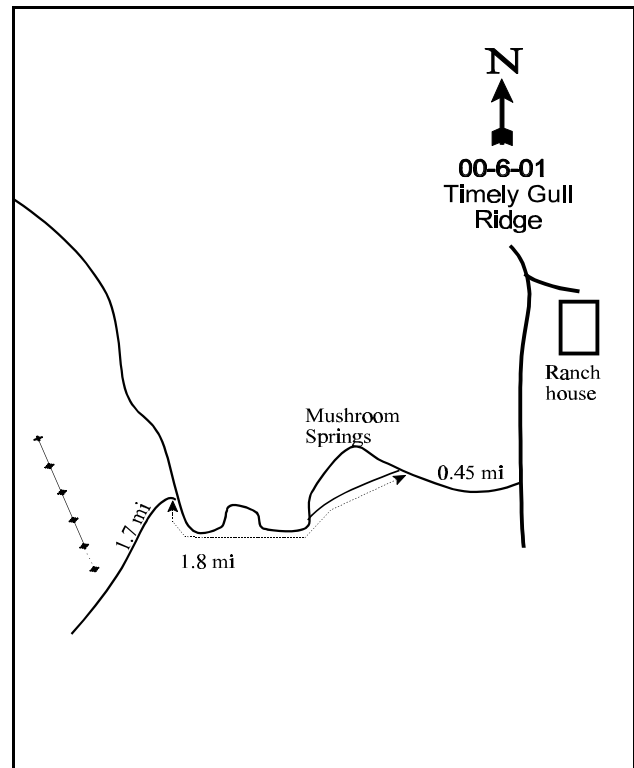 N
00-6-01
Timely Gull
Ridge
Ranch
house
Mushroom
Springs
0.45 mi
1.7 mi
1.8 mi